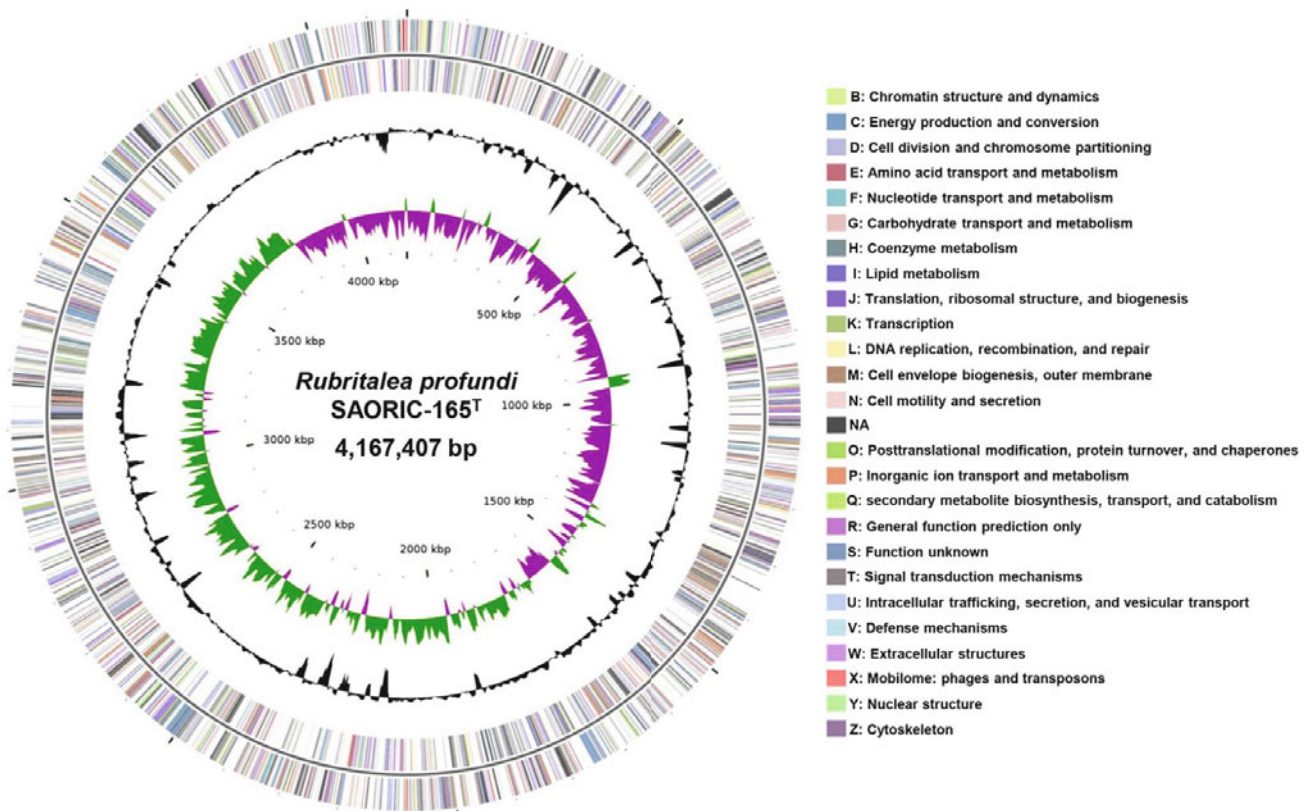 4000 kbp
500 kbp
3500 kbp
Rubritalea profundi
SAORIC-165ᵀ
1000 kbp
4,167,407 bp
3000 kbp
1500 kbp
2500 kbp
2000 kbp
B: Chromatin structure and dynamics
C: Energy production and conversion
D: Cell division and chromosome partitioning
E: Amino acid transport and metabolism
F: Nucleotide transport and metabolism
G: Carbohydrate transport and metabolism
H: Coenzyme metabolism
I: Lipid metabolism
J: Translation, ribosomal structure, and biogenesis
K: Transcription
L: DNA replication, recombination, and repair
M: Cell envelope biogenesis, outer membrane
N: Cell motility and secretion
NA
O: Posttranslational modification, protein turnover, and chaperones
P: Inorganic ion transport and metabolism
Q: secondary metabolite biosynthesis, transport, and catabolism
R: General function prediction only
S: Function unknown
T: Signal transduction mechanisms
U: Intracellular trafficking, secretion, and vesicular transport
V: Defense mechanisms
W: Extracellular structures
X: Mobilome: phages and transposons
Y: Nuclear structure
Z: Cytoskeleton